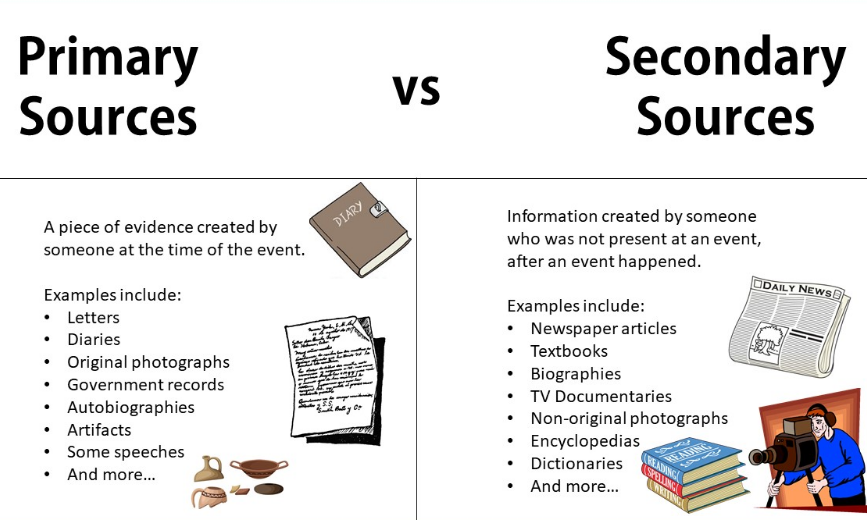 Primary
Sources
vs
Secondary
Sources
A piece of evidence created by
someone at the time of the event.
Examples include:
• Letters
• Diaries
• Original photographs
• Government records
• Autobiographies
• Artifacts
• Some speeches
• And more...
DIARY
Information created by someone
who was not present at an event,
after an event happened.
Examples include:
• Newspaper articles
• Textbooks
• Biographies
• TV Documentaries
• Non-original photographs
• Encyclopedias
• Dictionaries
• And more...
DAILY NEWS
READING
READING
SPELLING
WRITING